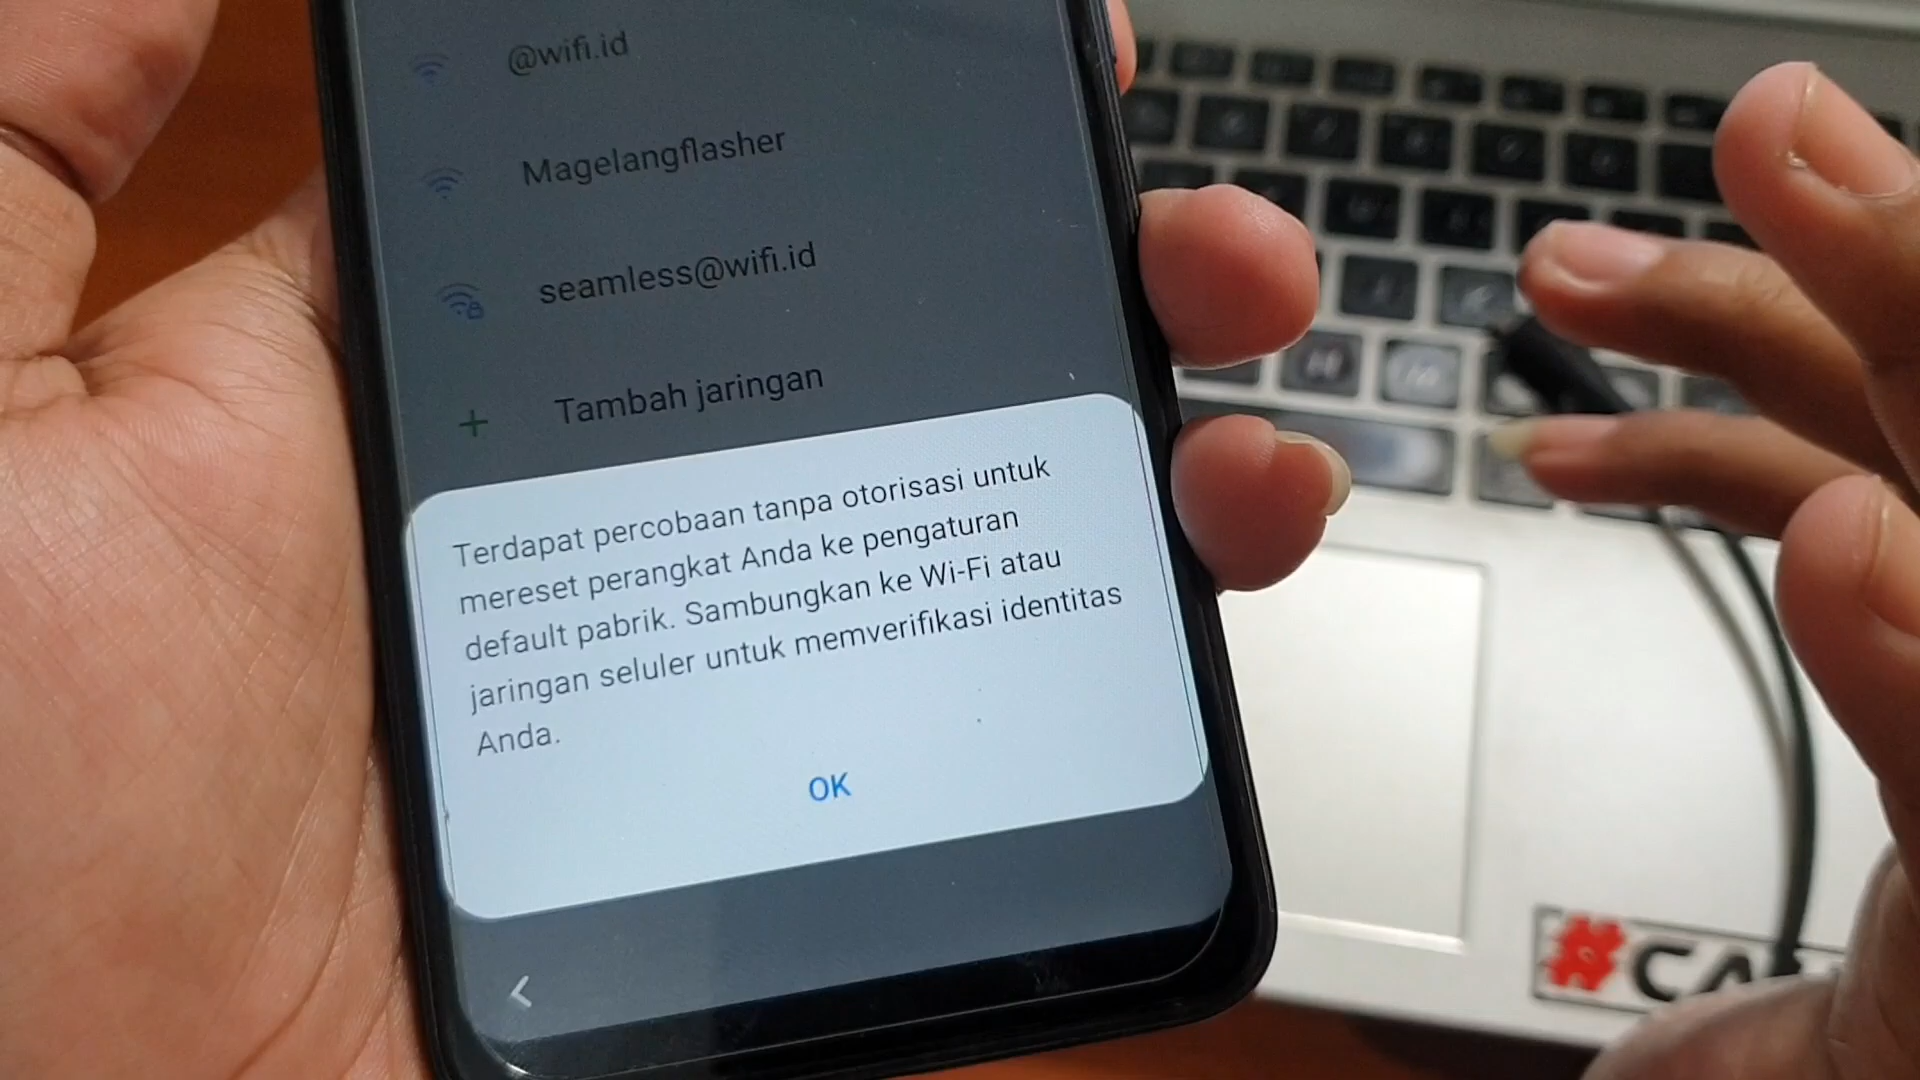 @wifi.id
Magelangflasher
seamless@wifi.id
Tambah jaringan
Terdapat percobaan tanpa otorisasi untuk
mereset perangkat Anda ke pengaturan
default pabrik. Sambungkan ke Wi-Fi atau
jaringan seluler untuk memverifikasi identitas
Anda.
OK